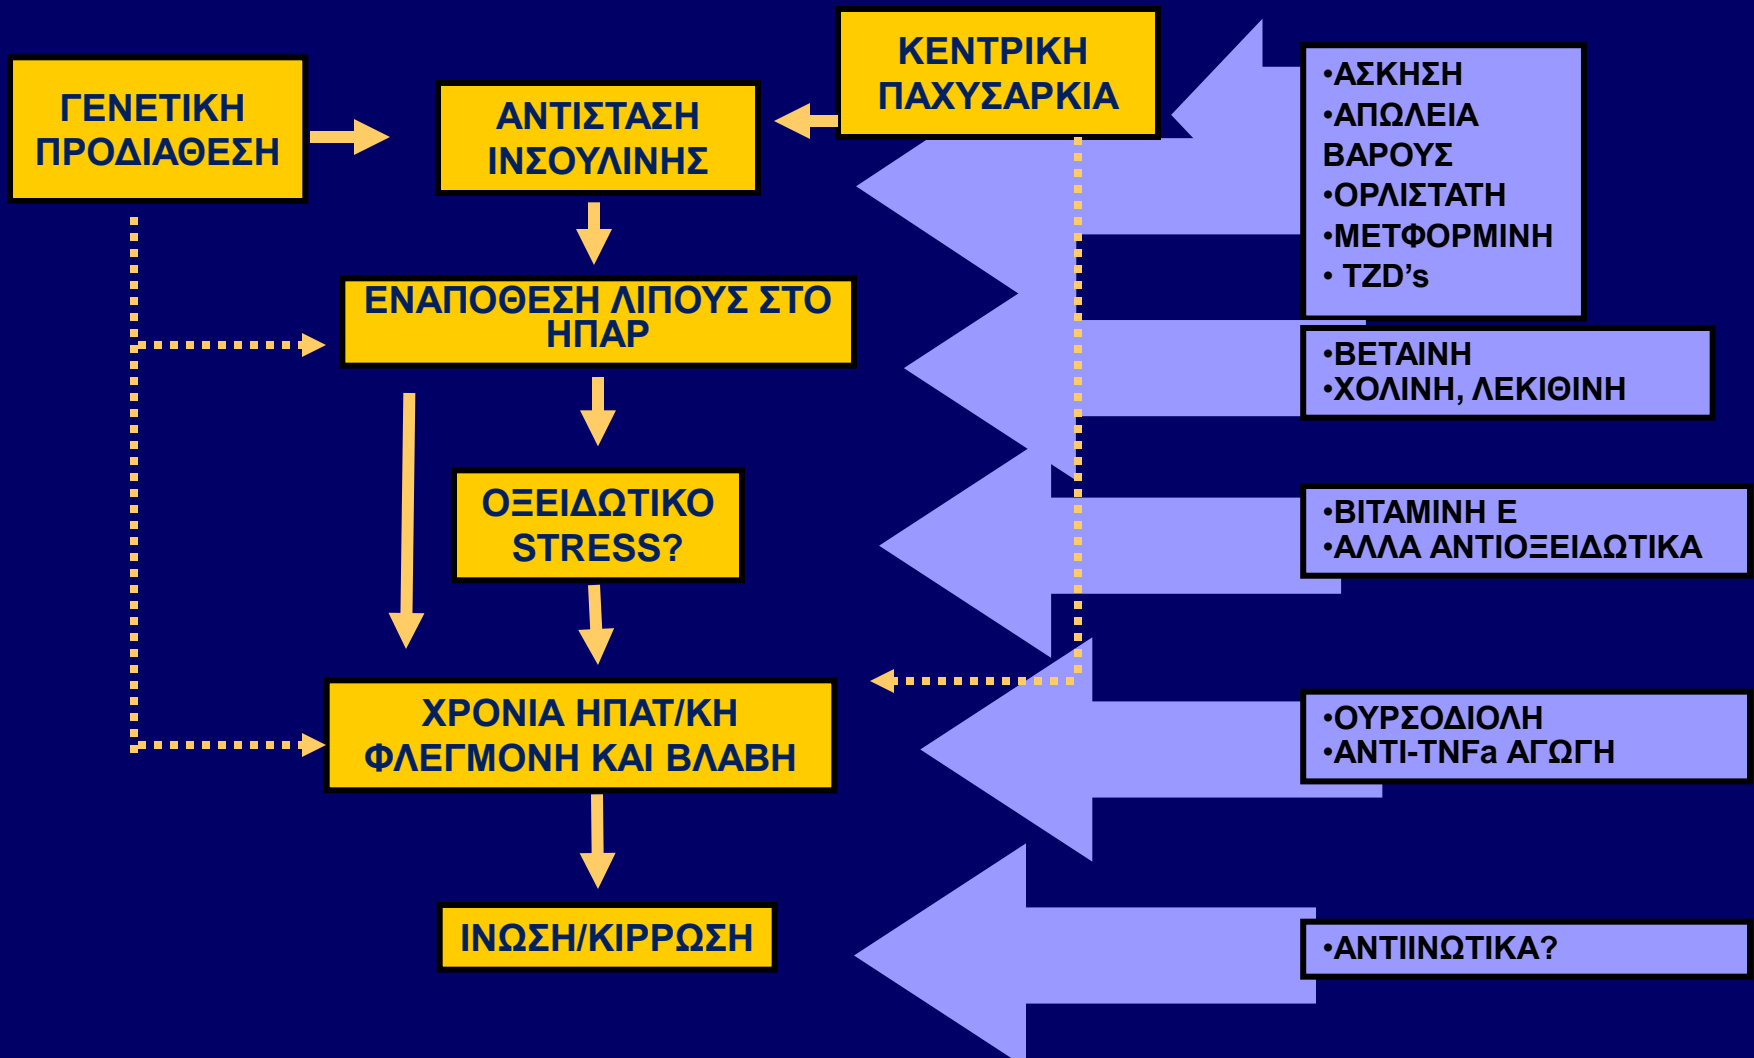 ΓΕΝΕΤΙΚΗ
ΠΡΟΔΙΑΘΕΣΗ
ΑΝΤΙΣΤΑΣΗ
ΙΝΣΟΥΛΙΝΗΣ
ΚΕΝΤΡΙΚΗ
ΠΑΧΥΣΑΡΚΙΑ
•ΑΣΚΗΣΗ
•ΑΠΩΛΕΙΑ
ΒΑΡΟΥΣ
•ΟΡΛΙΣΤΑΤΗ
•ΜΕΤΦΟΡΜΙΝΗ
• TZD’s
ΕΝΑΠΟΘΕΣΗ ΛΙΠΟΥΣ ΣΤΟ
ΗΠΑΡ
•ΒΕΤΑΙΝΗ
•ΧΟΛΙΝΗ, ΛΕΚΙΘΙΝΗ
ΟΞΕΙΔΩΤΙΚΟ
STRESS?
•ΒΙΤΑΜΙΝΗ Ε
•ΑΛΛΑ ΑΝΤΙΟΞΕΙΔΩΤΙΚΑ
ΧΡΟΝΙΑ ΗΠΑΤ/ΚΗ
ΦΛΕΓΜΟΝΗ ΚΑΙ ΒΛΑΒΗ
•ΟΥΡΣΟΔΙΟΛΗ
•ANTI-TNFa ΑΓΩΓΗ
ΙΝΩΣΗ/ΚΙΡΡΩΣΗ
•ΑΝΤΙΙΝΩΤΙΚΑ?